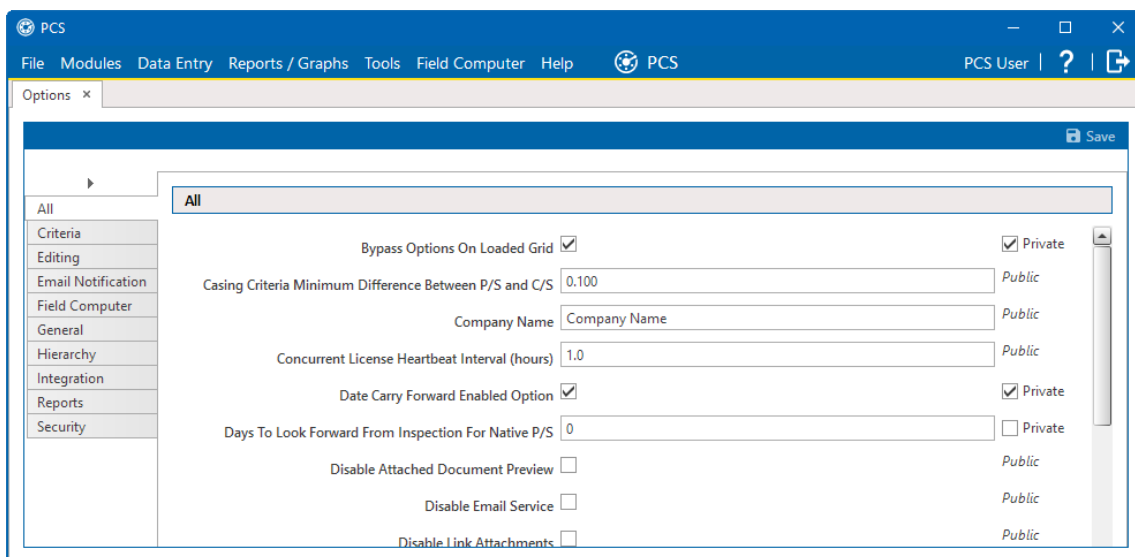 PCS
File Modules Data Entry Reports / Graphs Tools Field Computer Help PCS PCS User ?
Options ×
Save
All
All
Criteria
Editing
Email Notification
Field Computer
General
Hierarchy
Integration
Reports
Security
Bypass Options On Loaded Grid Private
Casing Criteria Minimum Difference Between P/S and C/S 0.100 Public
Company Name Company Name Public
Concurrent License Heartbeat Interval (hours) 1.0 Public
Date Carry Forward Enabled Option Private
Days To Look Forward From Inspection For Native P/S 0 Private
Disable Attached Document Preview Public
Disable Email Service Public
Disable Link Attachments Public